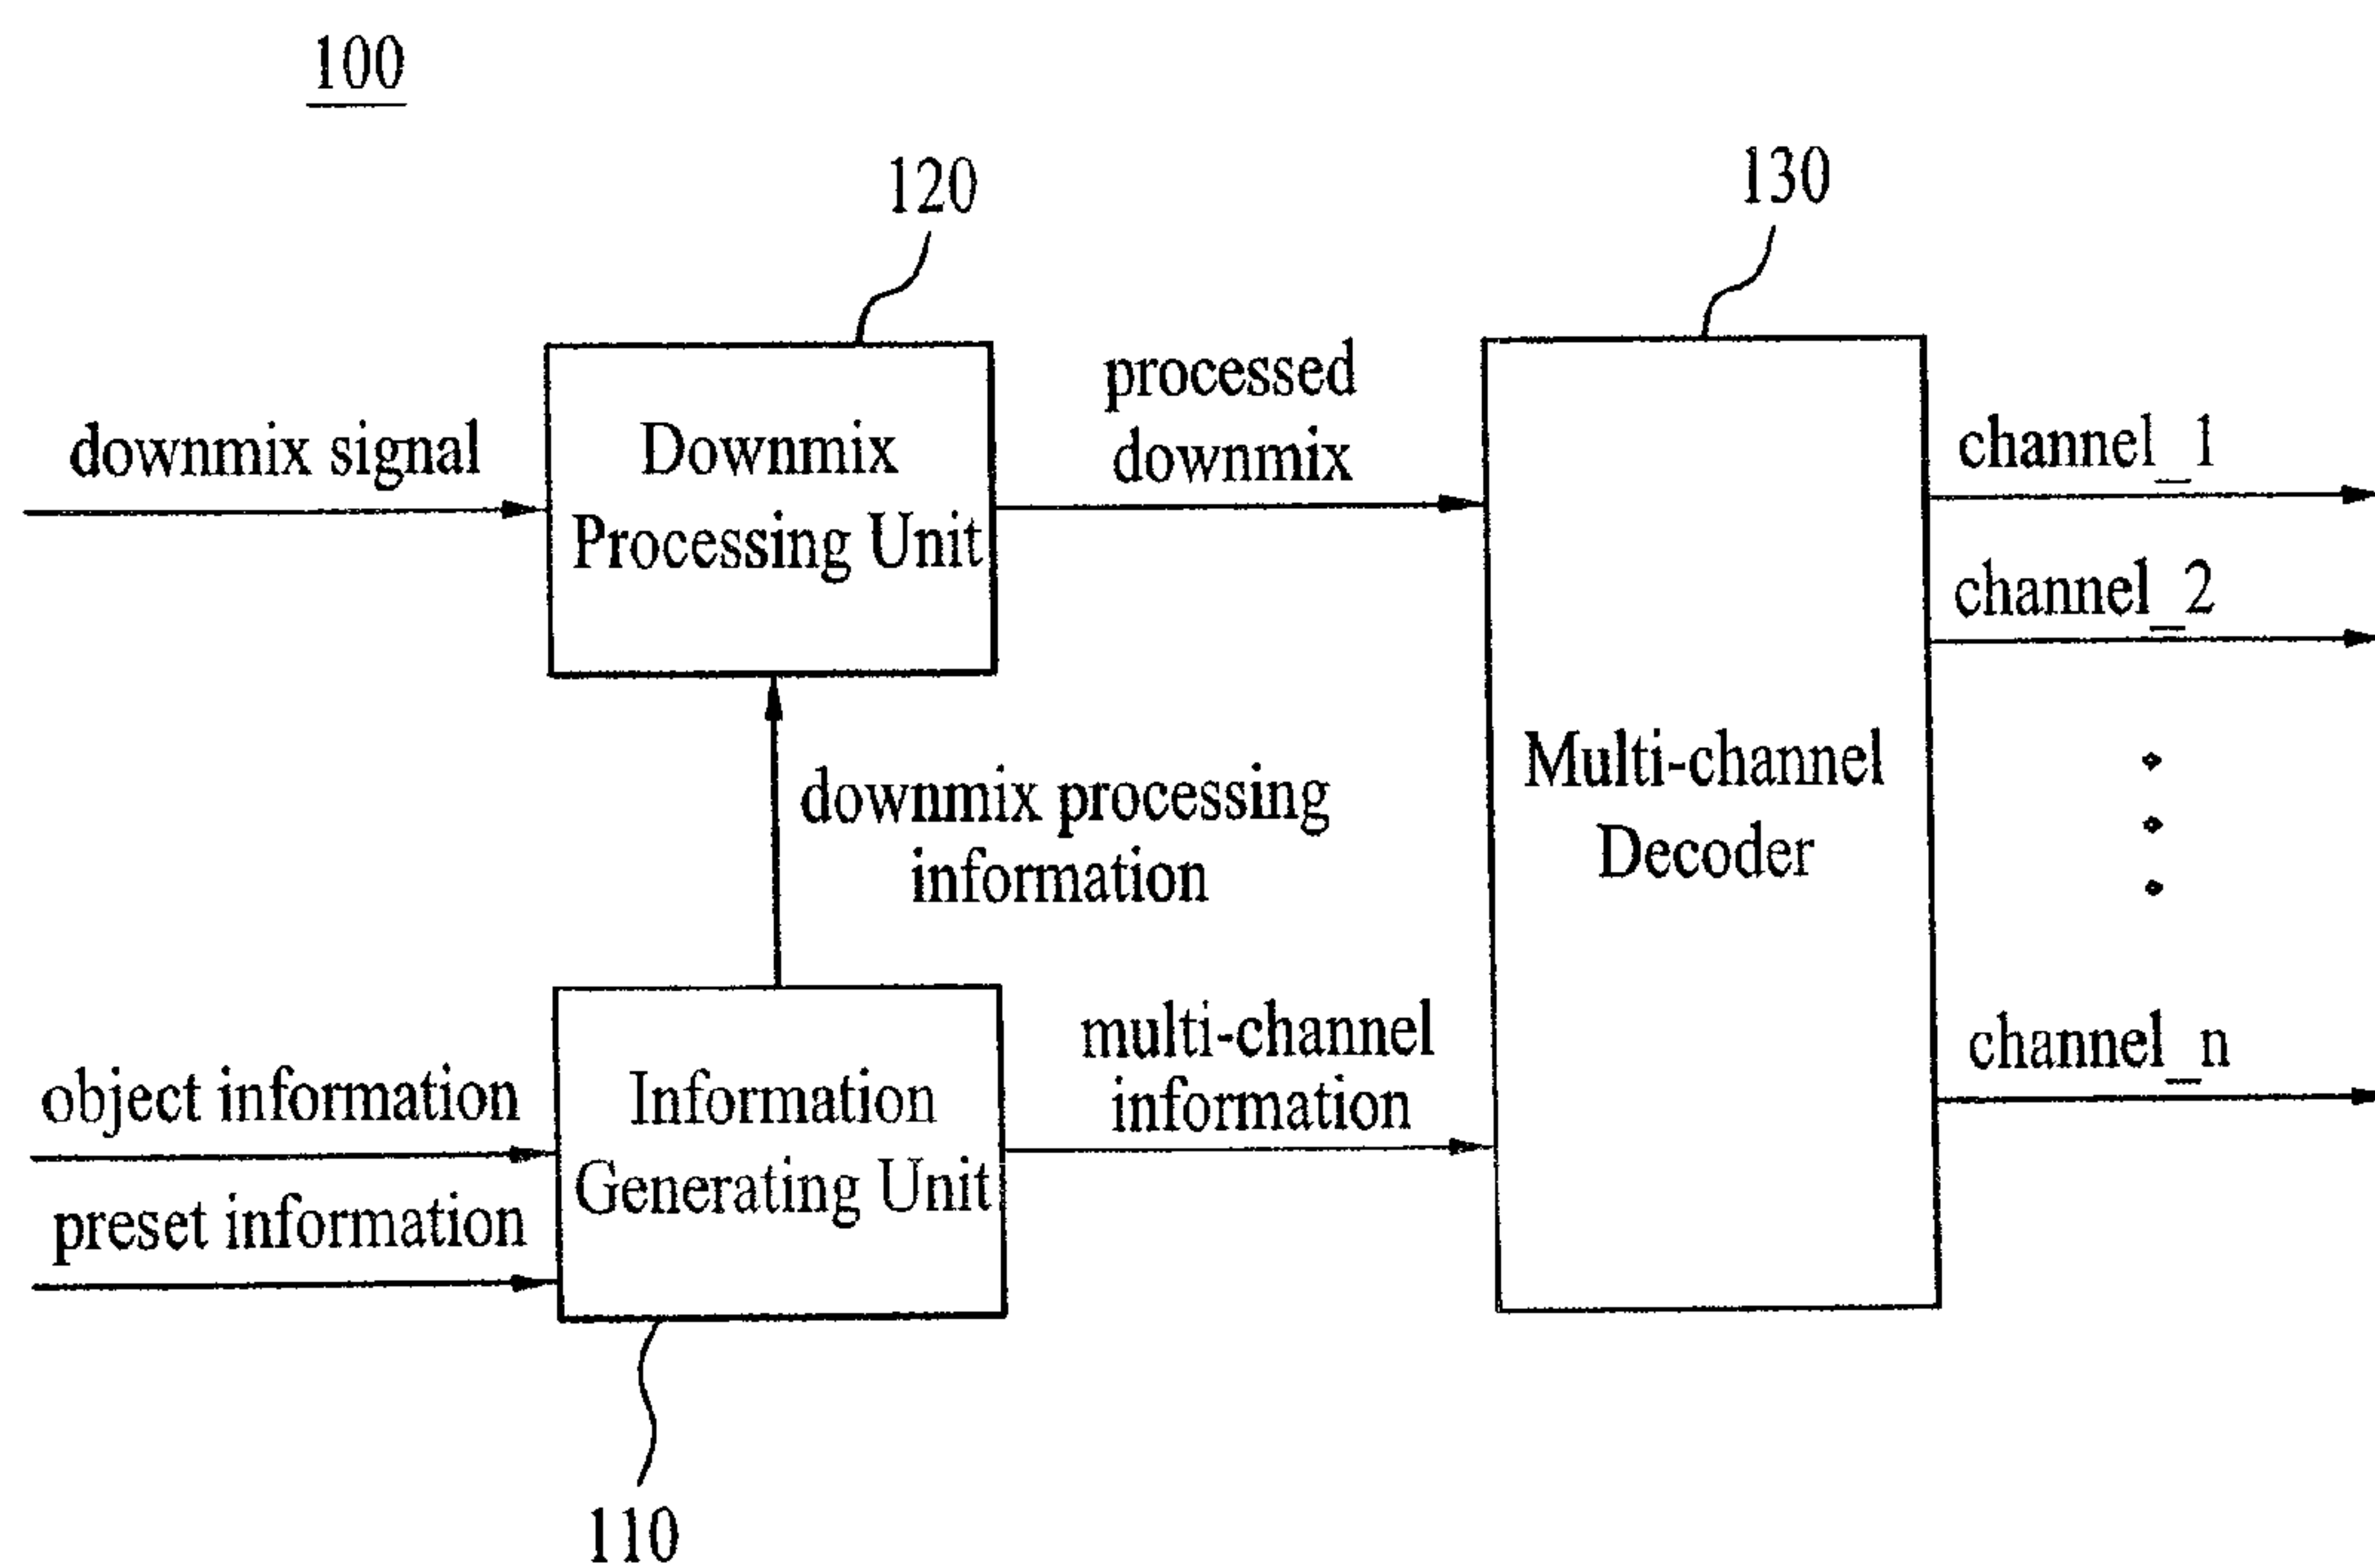 100
120
130
downmix signal
Downmix
Processing Unit
processed
downmix
channel_1
channel_2
downmix processing
information
Multi-channel
Decoder
channel_n
object information
preset information
Information
Generating Unit
multi-channel
information
110